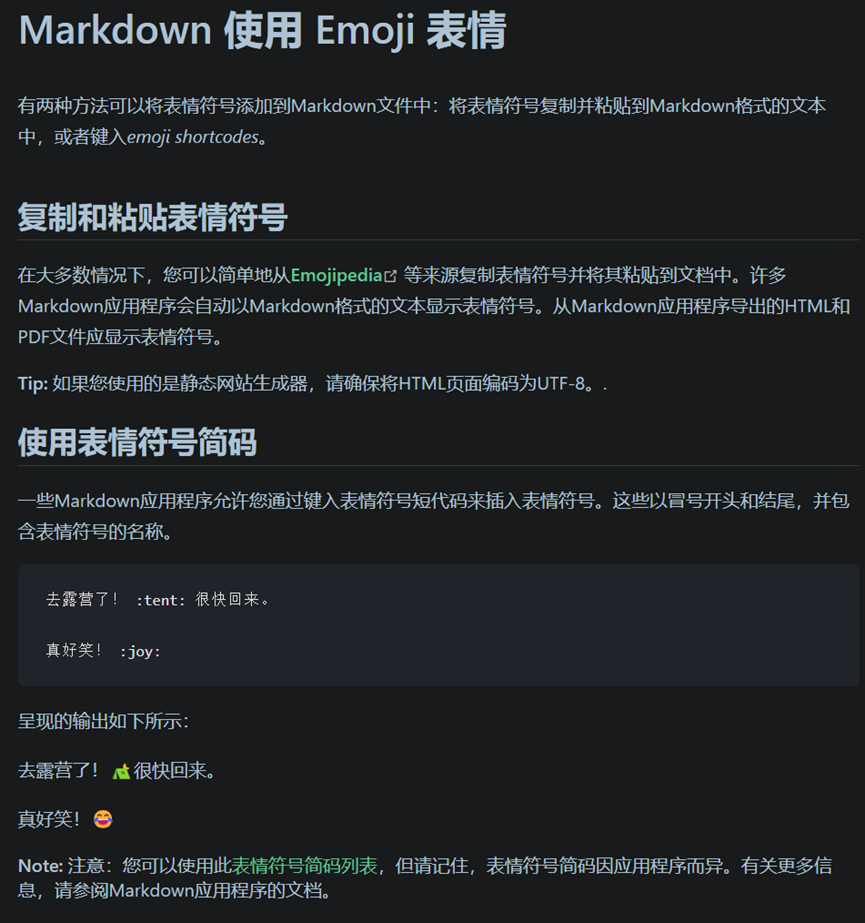 Markdown 使用 Emoji 表情
有两种方法可以将表情符号添加到Markdown文件中：将表情符号复制并粘贴到Markdown格式的文本
中，或者键入emoji shortcodes。
复制和粘贴表情符号
在大多数情况下，您可以简单地从Emojipedia 等来源复制表情符号并将其粘贴到文档中。许多
Markdown应用程序会自动以Markdown格式的文本显示表情符号。从Markdown应用程序导出的HTML和
PDF文件应显示表情符号。
Tip: 如果您使用的是静态网站生成器，请确保将HTML页面编码为UTF-8。.
使用表情符号简码
一些Markdown应用程序允许您通过键入表情符号短代码来插入表情符号。这些以冒号开头和结尾，并包
含表情符号的名称。
去露营了！ :tent: 很快回来。
真好笑！ :joy:
呈现的输出如下所示：
去露营了！ ⛺ 很快回来。
真好笑！ 😂
Note: 注意：您可以使用此表情符号简码列表，但请记住，表情符号简码因应用程序而异。有关更多信
息，请参阅Markdown应用程序的文档。